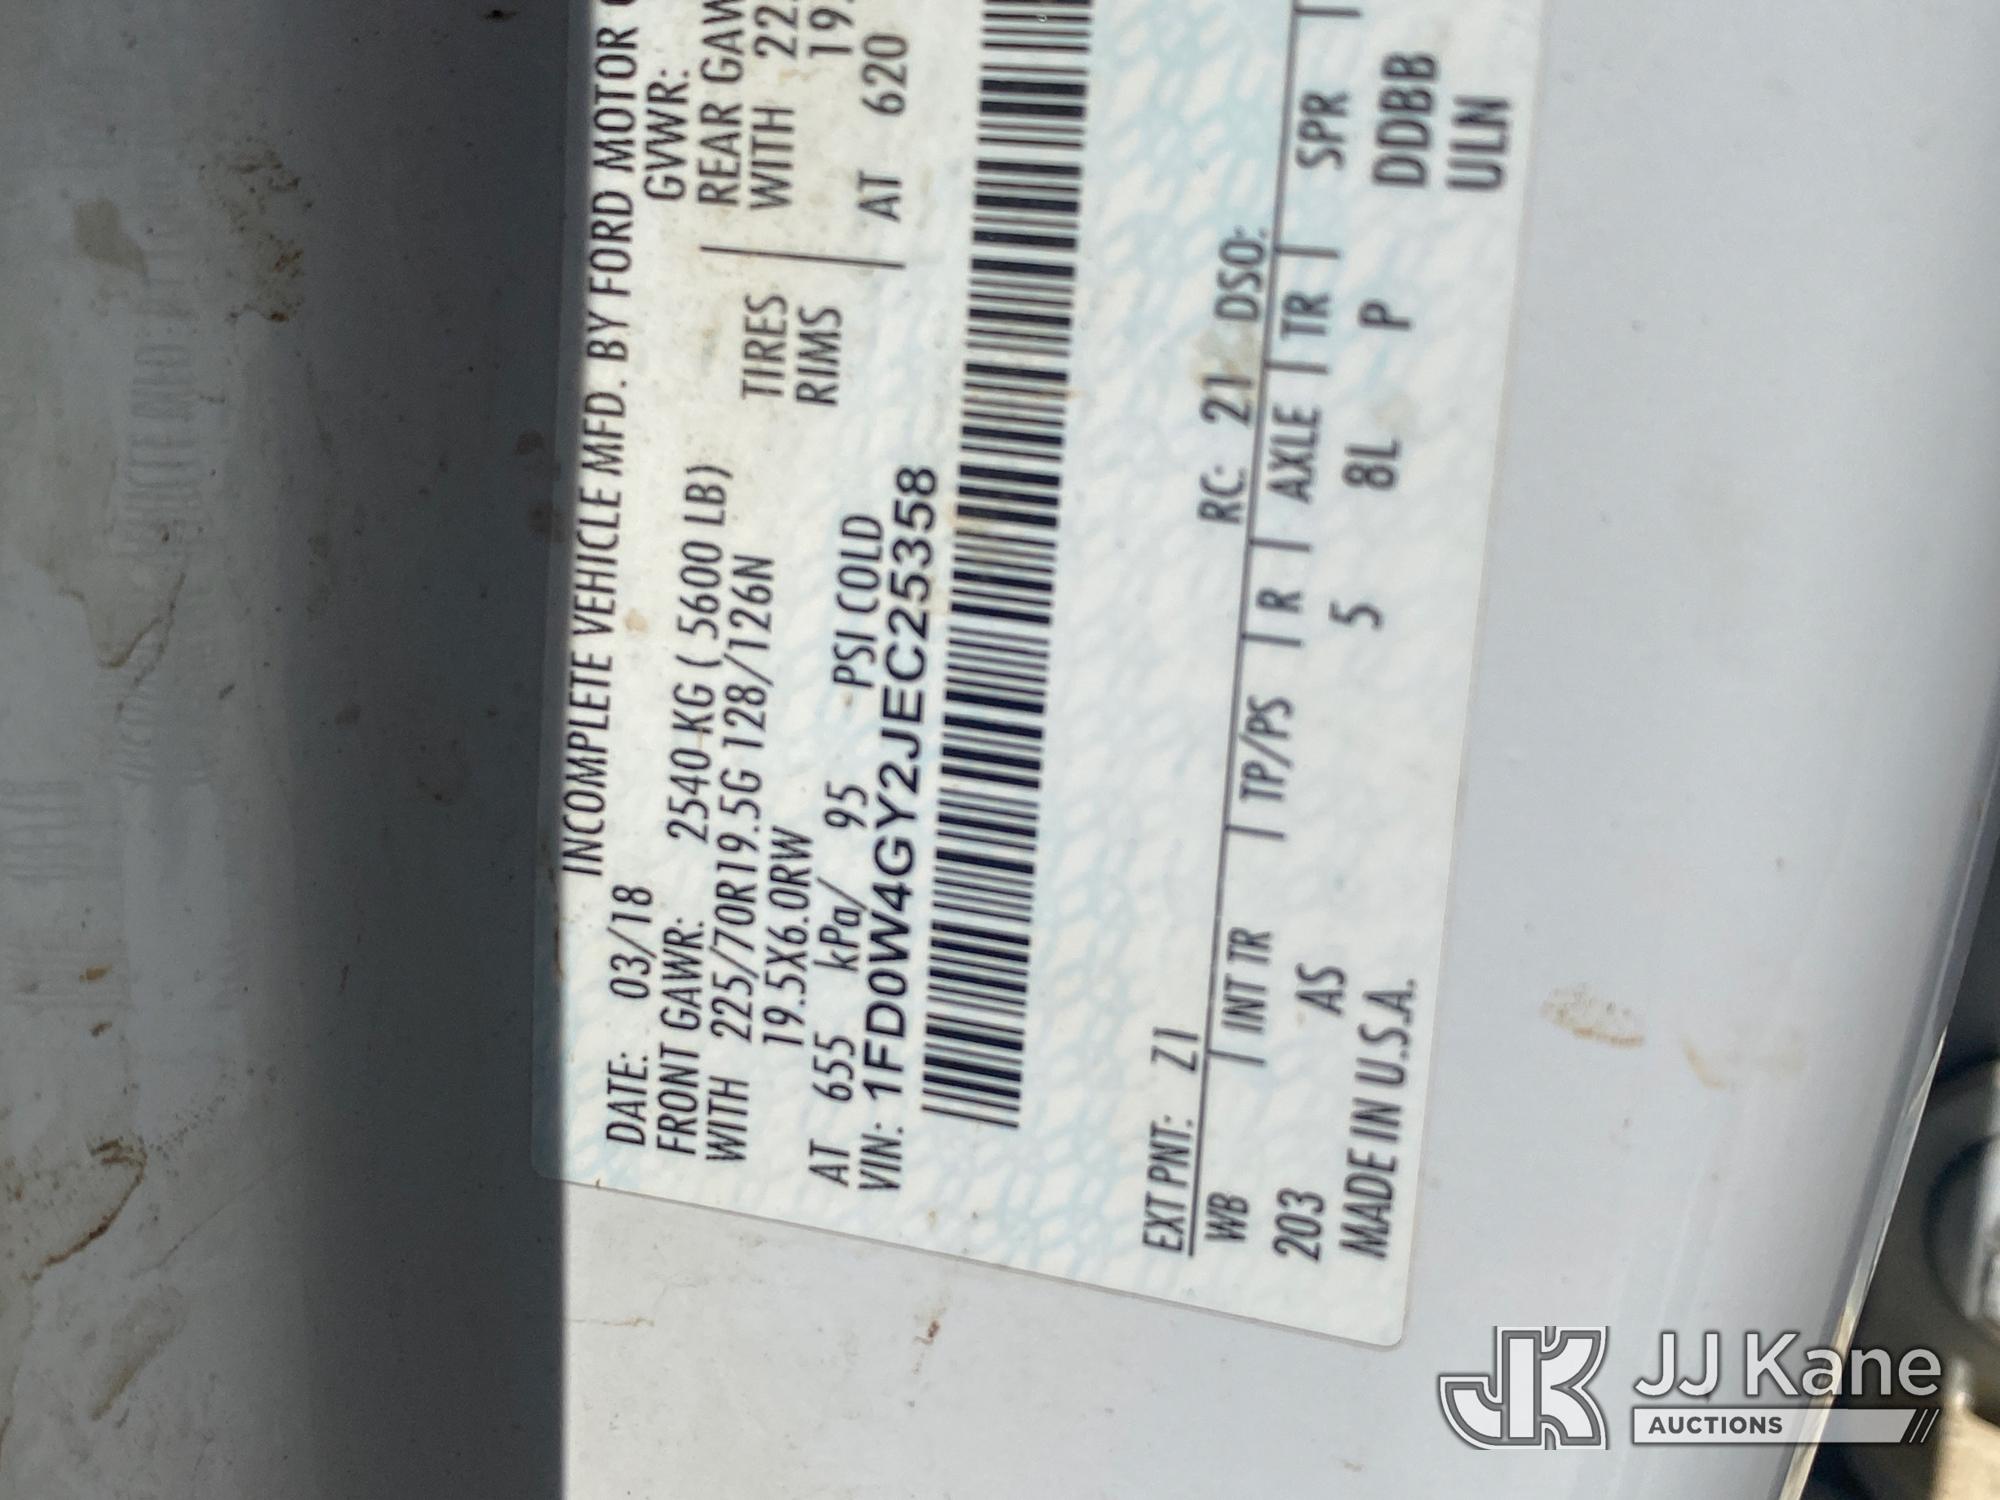 INCOMPLETE VEHICLE MFD. BY FORD MOTOR
DATE: 03/18 GVWR:
FRONT GAWR: 2540 KG ( 5600 LB) REAR GAW
WITH 225/70R19.5G 128/126N TIRES WITH 22
19.5X6.0RW RIMS 19.
AT 655 kPa/ 95 PSI COLD AT 620
VIN: 1FD0W4GY2JEC25358
EXT PNT: Z1 RC: 21 DSO:
WB INT TR TP/PS R AXLE TR SPR
203 AS 5 8L P DDBB
MADE IN U.S.A. ULN
JK JJ Kane
AUCTIONS